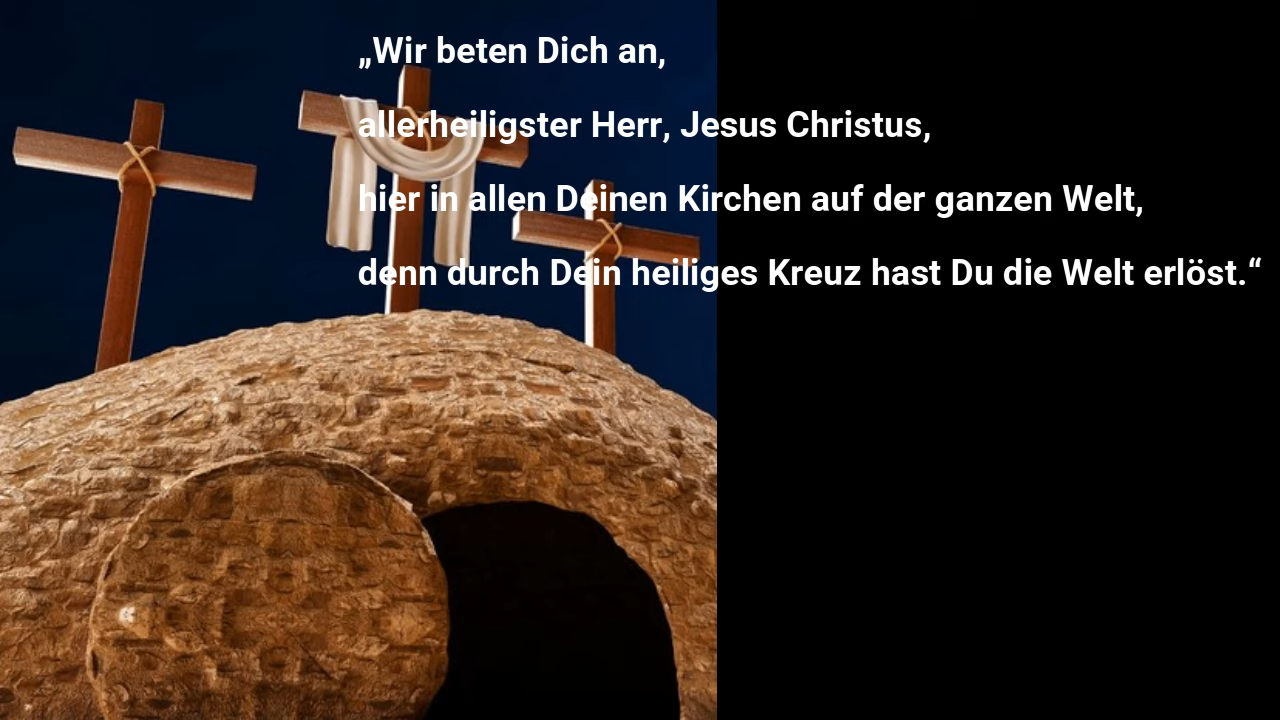 „Wir beten Dich an,
allerheiligster Herr, Jesus Christus,
hier in allen Deinen Kirchen auf der ganzen Welt,
denn durch Dein heiliges Kreuz hast Du die Welt erlöst.“